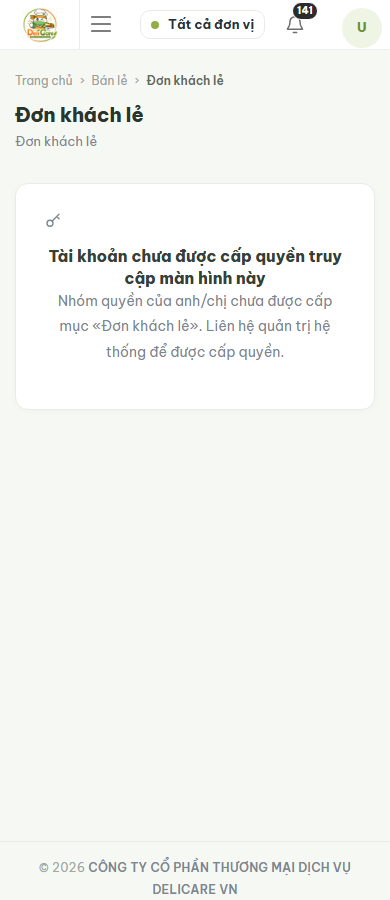 Tất cả đơn vị
141
U
Trang chủ › Bán lẻ › Đơn khách lẻ
Đơn khách lẻ
Đơn khách lẻ
Tài khoản chưa được cấp quyền truy
cập màn hình này
Nhóm quyền của anh/chị chưa được cấp
mục «Đơn khách lẻ». Liên hệ quản trị hệ
thống để được cấp quyền.
© 2026 CÔNG TY CỔ PHẦN THƯƠNG MẠI DỊCH VỤ
DELICARE VN